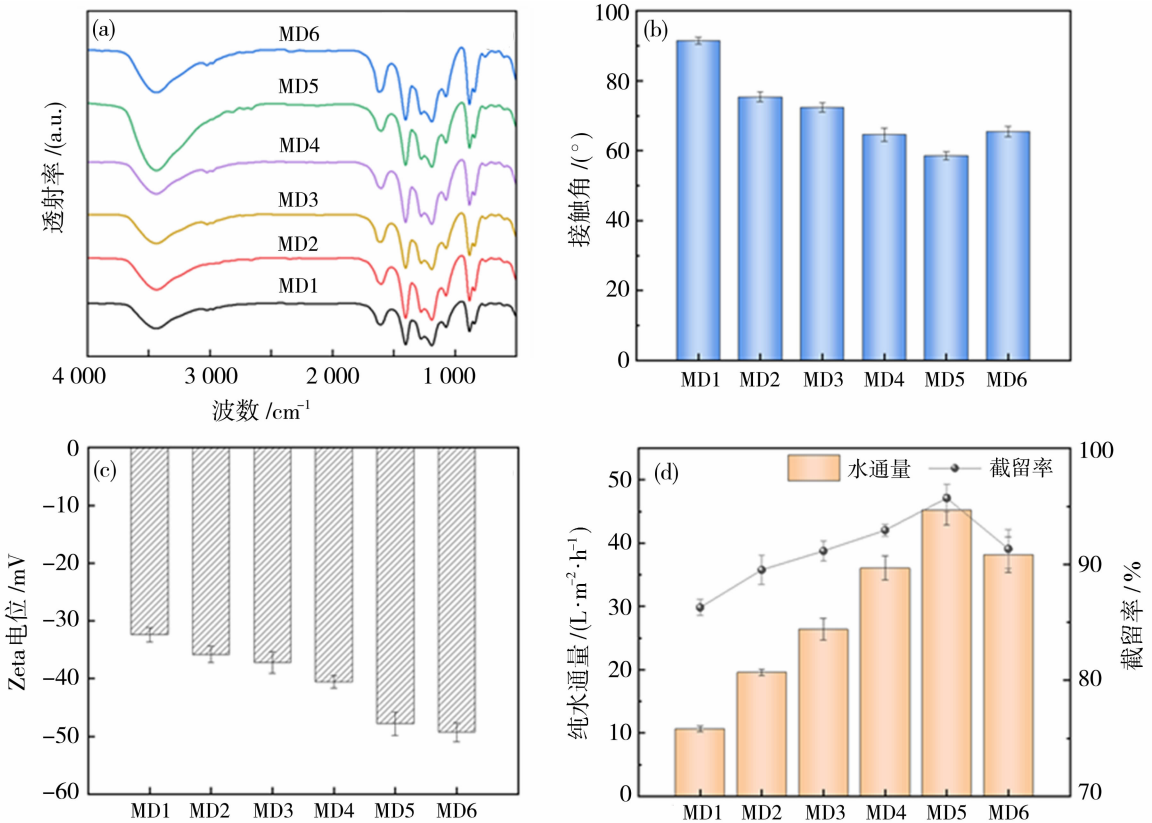 (a)
MD6
MD5
MD4
MD3
MD2
MD1
透射率 /(a.u.)
4 000 3 000 2 000 1 000
波数 /cm⁻¹
(b)
100
80
60
40
20
0
接触角 /(°)
MD1 MD2 MD3 MD4 MD5 MD6
(c)
0
-10
-20
-30
-40
-50
-60
Zeta 电位 /mV
MD1 MD2 MD3 MD4 MD5 MD6
(d)
水通量 截留率
50
40
30
20
10
0
纯水通量 /(L·m⁻²·h⁻¹)
100
90
80
70
截留率 / %
MD1 MD2 MD3 MD4 MD5 MD6